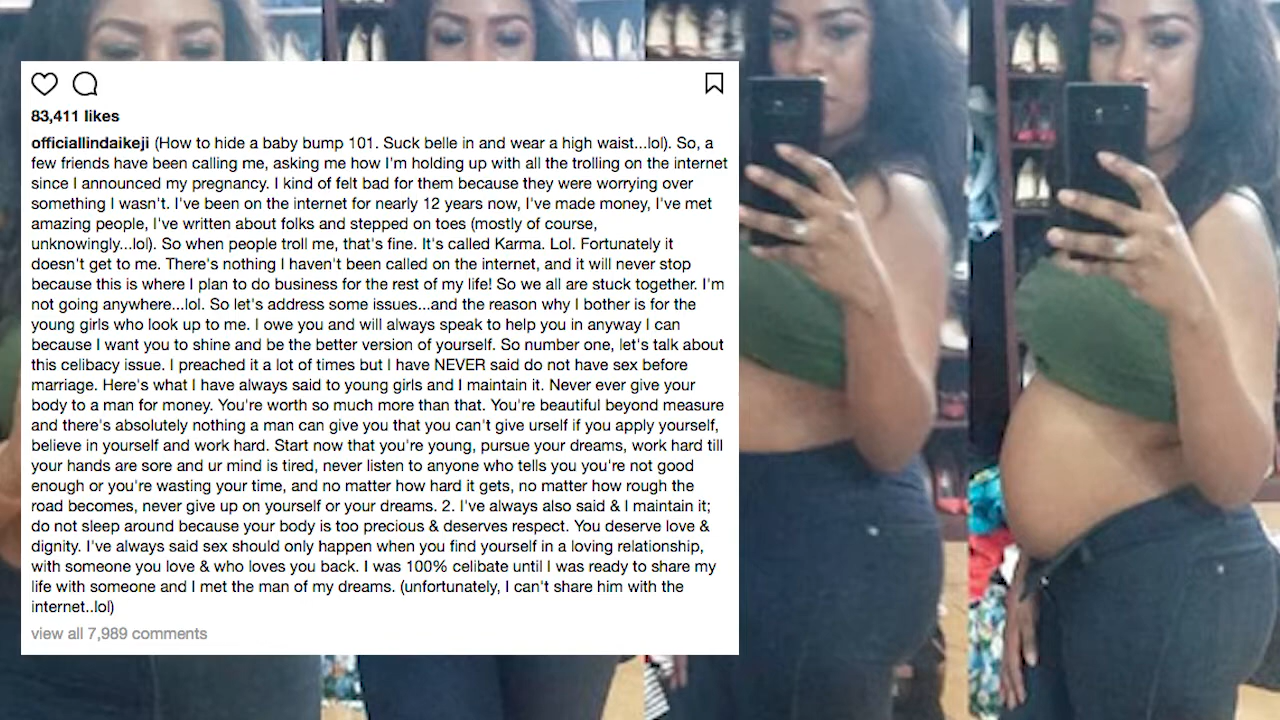 83,411 likes
officiallindaikeji (How to hide a baby bump 101. Suck belle in and wear a high waist...lol). So, a
few friends have been calling me, asking me how I'm holding up with all the trolling on the internet
since I announced my pregnancy. I kind of felt bad for them because they were worrying over
something I wasn't. I've been on the internet for nearly 12 years now, I've made money, I've met
amazing people, I've written about folks and stepped on toes (mostly of course,
unknowingly...lol). So when people troll me, that's fine. It's called Karma. Lol. Fortunately it
doesn't get to me. There's nothing I haven't been called on the internet, and it will never stop
because this is where I plan to do business for the rest of my life! So we all are stuck together. I'm
not going anywhere...lol. So let's address some issues...and the reason why I bother is for the
young girls who look up to me. I owe you and will always speak to help you in anyway I can
because I want you to shine and be the better version of yourself. So number one, let's talk about
this celibacy issue. I preached it a lot of times but I have NEVER said do not have sex before
marriage. Here's what I have always said to young girls and I maintain it. Never ever give your
body to a man for money. You're worth so much more than that. You're beautiful beyond measure
and there's absolutely nothing a man can give you that you can't give urself if you apply yourself,
believe in yourself and work hard. Start now that you're young, pursue your dreams, work hard till
your hands are sore and ur mind is tired, never listen to anyone who tells you you're not good
enough or you're wasting your time, and no matter how hard it gets, no matter how rough the
road becomes, never give up on yourself or your dreams. 2. I've always also said & I maintain it;
do not sleep around because your body is too precious & deserves respect. You deserve love &
dignity. I've always said sex should only happen when you find yourself in a loving relationship,
with someone you love & who loves you back. I was 100% celibate until I was ready to share my
life with someone and I met the man of my dreams. (unfortunately, I can't share him with the
internet..lol)
view all 7,989 comments